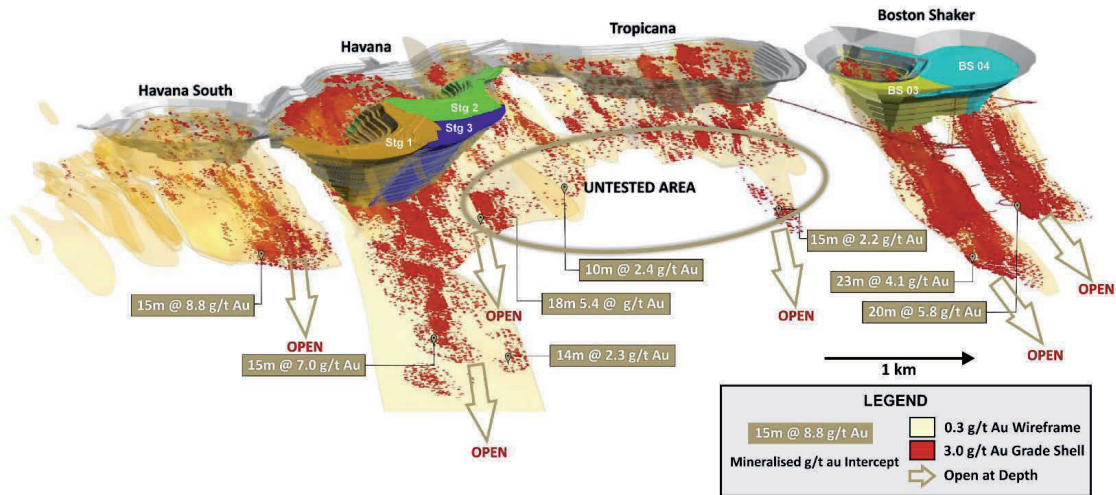 Havana South
Havana
Tropicana
Boston Shaker
Stg 1
Stg 2
Stg 3
BS 03
BS 04
UNTESTED AREA
15m @ 8.8 g/t Au
OPEN
15m @ 7.0 g/t Au
14m @ 2.3 g/t Au
OPEN
18m 5.4 @ g/t Au
OPEN
10m @ 2.4 g/t Au
15m @ 2.2 g/t Au
OPEN
23m @ 4.1 g/t Au
20m @ 5.8 g/t Au
OPEN
OPEN
1 km
LEGEND
15m @ 8.8 g/t Au
Mineralised g/t au Intercept
0.3 g/t Au Wireframe
3.0 g/t Au Grade Shell
Open at Depth